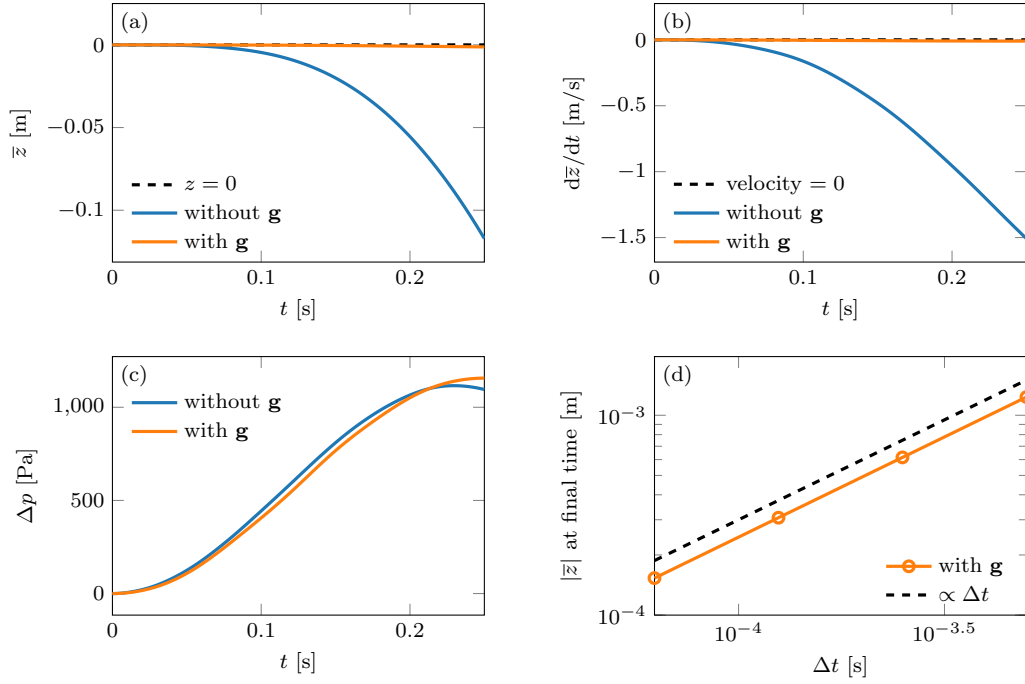 (a)
0
−0.05
−0.1
z̅ [m]
z = 0
without g
with g
0
0.1
0.2
t [s]
(b)
0
−0.5
−1
−1.5
dz̅/dt [m/s]
velocity = 0
without g
with g
0
0.1
0.2
t [s]
(c)
1,000
500
0
Δp [Pa]
without g
with g
0
0.1
0.2
t [s]
(d)
10⁻³
10⁻⁴
|z̅| at final time [m]
with g
∝ Δt
10⁻⁴
10⁻³·⁵
Δt [s]